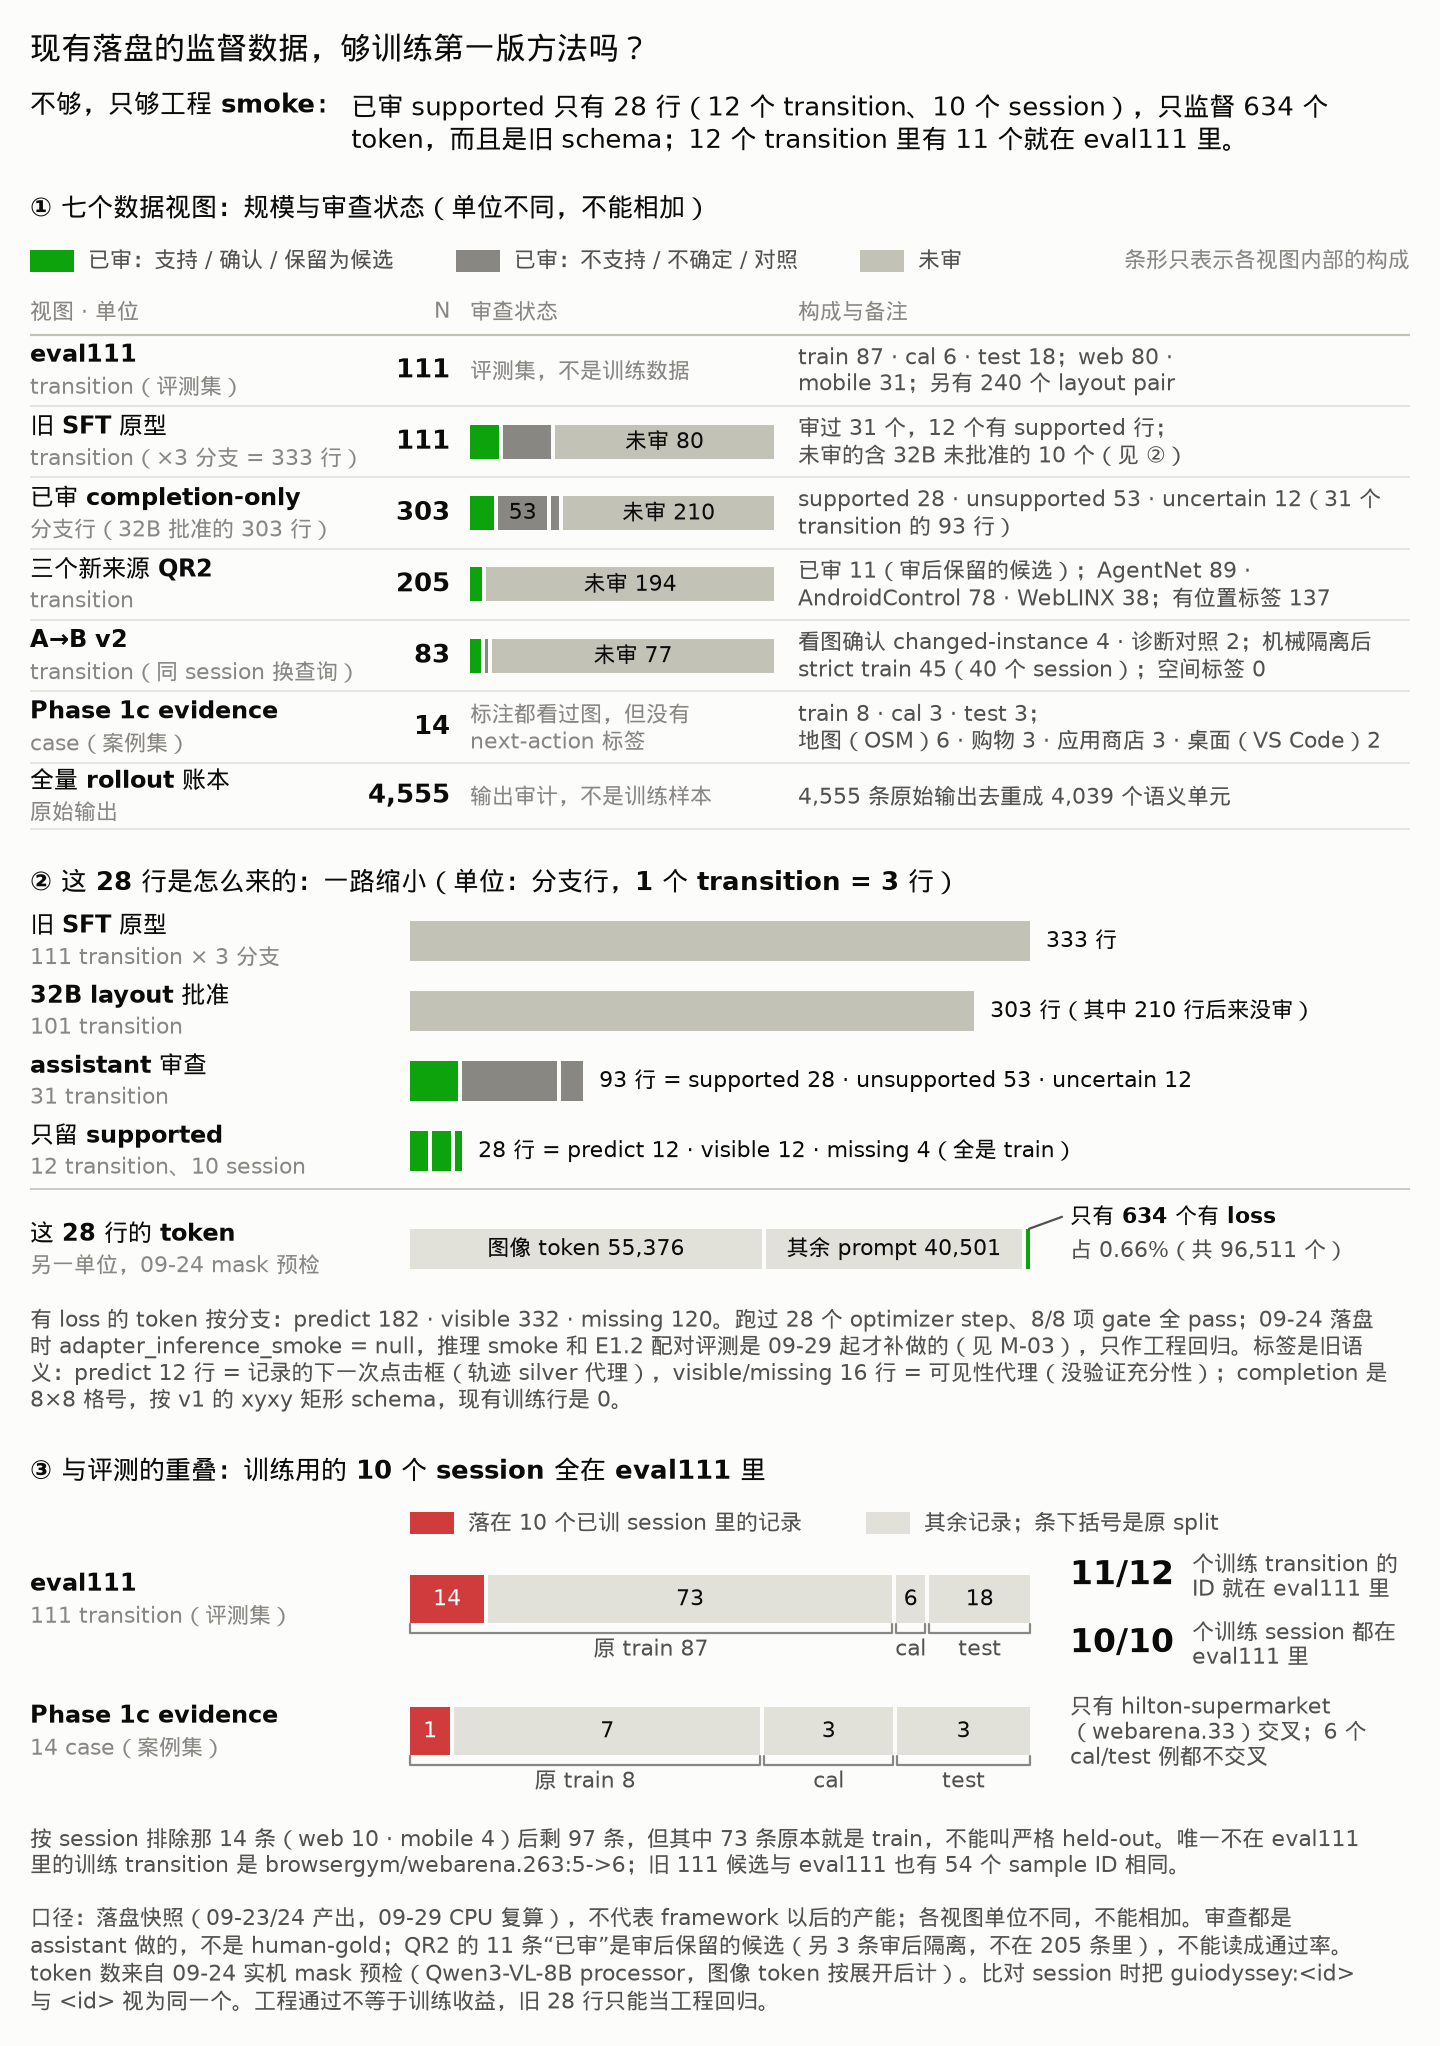 现有落盘的监督数据，够训练第一版方法吗？
不够，只够工程 smoke：
已审 supported 只有 28 行（12 个 transition、10 个 session），只监督 634 个
token，而且是旧 schema；12 个 transition 里有 11 个就在 eval111 里。
① 七个数据视图：规模与审查状态（单位不同，不能相加）
已审：支持 / 确认 / 保留为候选
已审：不支持 / 不确定 / 对照
未审
条形只表示各视图内部的构成
视图 · 单位
N
审查状态
构成与备注
eval111
transition（评测集）
111
评测集，不是训练数据
train 87 · cal 6 · test 18；web 80 ·
mobile 31；另有 240 个 layout pair
旧 SFT 原型
transition（×3 分支 = 333 行）
111
未审 80
审过 31 个，12 个有 supported 行；
未审的含 32B 未批准的 10 个（见 ②）
已审 completion-only
分支行（32B 批准的 303 行）
303
53
未审 210
supported 28 · unsupported 53 · uncertain 12（31 个
transition 的 93 行）
三个新来源 QR2
transition
205
未审 194
已审 11（审后保留的候选）；AgentNet 89 ·
AndroidControl 78 · WebLINX 38；有位置标签 137
A→B v2
transition（同 session 换查询）
83
未审 77
看图确认 changed-instance 4 · 诊断对照 2；机械隔离后
strict train 45（40 个 session）；空间标签 0
Phase 1c evidence
case（案例集）
14
标注都看过图，但没有
next-action 标签
train 8 · cal 3 · test 3；
地图（OSM）6 · 购物 3 · 应用商店 3 · 桌面（VS Code）2
全量 rollout 账本
原始输出
4,555
输出审计，不是训练样本
4,555 条原始输出去重成 4,039 个语义单元
② 这 28 行是怎么来的：一路缩小（单位：分支行，1 个 transition = 3 行）
旧 SFT 原型
111 transition × 3 分支
333 行
32B layout 批准
101 transition
303 行（其中 210 行后来没审）
assistant 审查
31 transition
93 行 = supported 28 · unsupported 53 · uncertain 12
只留 supported
12 transition、10 session
28 行 = predict 12 · visible 12 · missing 4（全是 train）
这 28 行的 token
另一单位，09-24 mask 预检
图像 token 55,376
其余 prompt 40,501
只有 634 个有 loss
占 0.66%（共 96,511 个）
有 loss 的 token 按分支：predict 182 · visible 332 · missing 120。跑过 28 个 optimizer step、8/8 项 gate 全 pass；09-24 落盘
时 adapter_inference_smoke = null，推理 smoke 和 E1.2 配对评测是 09-29 起才补做的（见 M-03），只作工程回归。标签是旧语
义：predict 12 行 = 记录的下一次点击框（轨迹 silver 代理），visible/missing 16 行 = 可见性代理（没验证充分性）；completion 是
8×8 格号，按 v1 的 xyxy 矩形 schema，现有训练行是 0。
③ 与评测的重叠：训练用的 10 个 session 全在 eval111 里
落在 10 个已训 session 里的记录
其余记录；条下括号是原 split
eval111
111 transition（评测集）
14
73
6
18
原 train 87
cal
test
11/12
个训练 transition 的
ID 就在 eval111 里
10/10
个训练 session 都在
eval111 里
Phase 1c evidence
14 case（案例集）
1
7
3
3
原 train 8
cal
test
只有 hilton-supermarket
（webarena.33）交叉；6 个
cal/test 例都不交叉
按 session 排除那 14 条（web 10 · mobile 4）后剩 97 条，但其中 73 条原本就是 train，不能叫严格 held-out。唯一不在 eval111
里的训练 transition 是 browsergym/webarena.263:5->6；旧 111 候选与 eval111 也有 54 个 sample ID 相同。
口径：落盘快照（09-23/24 产出，09-29 CPU 复算），不代表 framework 以后的产能；各视图单位不同，不能相加。审查都是
assistant 做的，不是 human-gold；QR2 的 11 条“已审”是审后保留的候选（另 3 条审后隔离，不在 205 条里），不能读成通过率。
token 数来自 09-24 实机 mask 预检（Qwen3-VL-8B processor，图像 token 按展开后计）。比对 session 时把 guiodyssey:<id>
与 <id> 视为同一个。工程通过不等于训练收益，旧 28 行只能当工程回归。